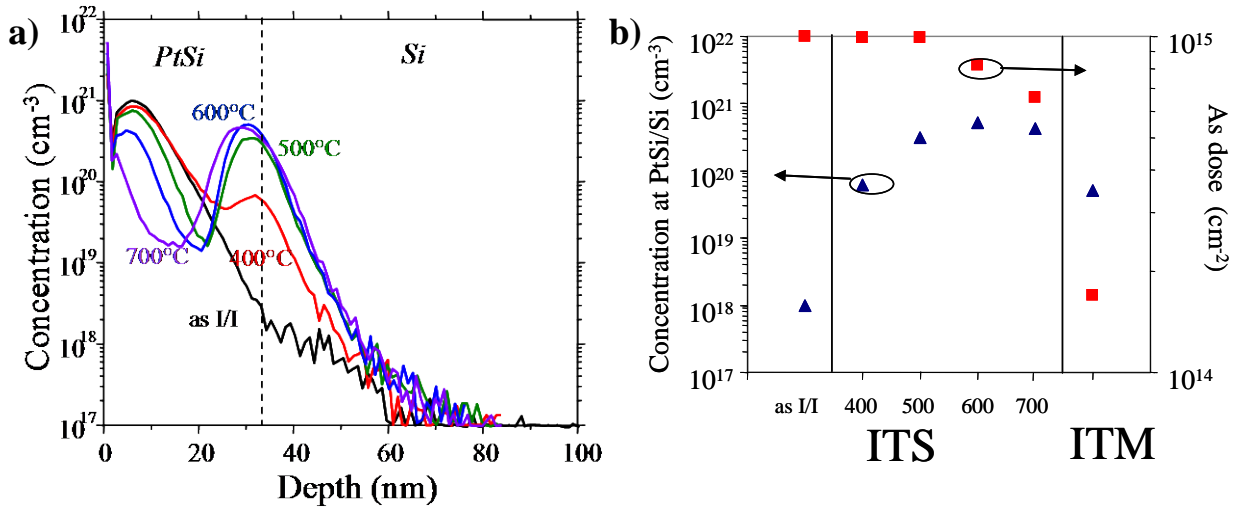 a)
PtSi
Si
600°C
500°C
700°C
400°C
as I/I
10^22
10^21
10^20
10^19
10^18
10^17
Concentration (cm^-3)
0 20 40 60 80 100
Depth (nm)
b)
10^22
10^21
10^20
10^19
10^18
10^17
Concentration at PtSi/Si (cm^-3)
10^15
10^14
As dose (cm^-2)
as I/I 400 500 600 700
ITS ITM